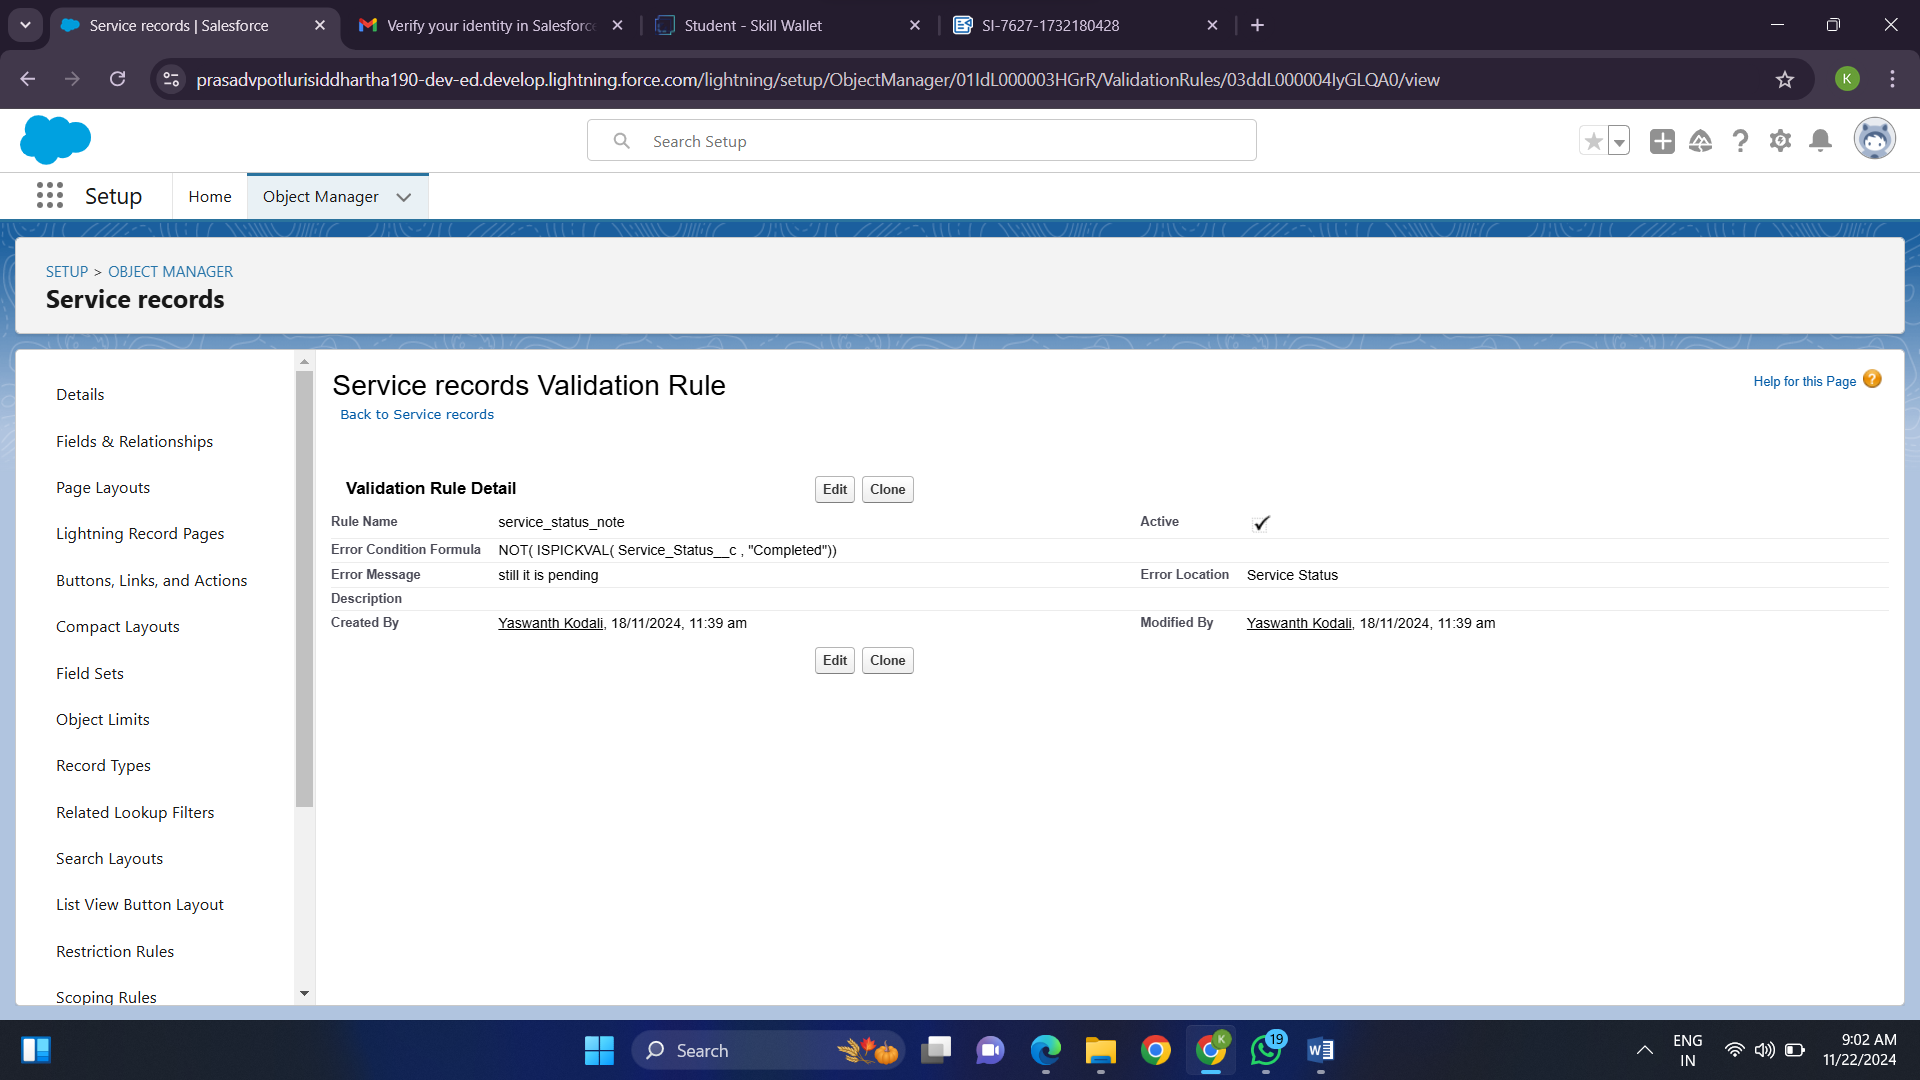 Service records | Salesforce
Verify your identity in Salesforc
Student - Skill Wallet
SI-7627-1732180428
prasadvpotlurisiddhartha190-dev-ed.develop.lightning.force.com/lightning/setup/ObjectManager/01IdL000003HGrR/ValidationRules/03ddL000004IyGLQA0/view
K
Search Setup
Setup
Home
Object Manager
SETUP > OBJECT MANAGER
Service records
Details
Fields & Relationships
Page Layouts
Lightning Record Pages
Buttons, Links, and Actions
Compact Layouts
Field Sets
Object Limits
Record Types
Related Lookup Filters
Search Layouts
List View Button Layout
Restriction Rules
Scoping Rules
Service records Validation Rule
Help for this Page
Back to Service records
Validation Rule Detail
Edit Clone
Rule Name service_status_note Active
Error Condition Formula NOT( ISPICKVAL( Service_Status__c , "Completed"))
Error Message still it is pending Error Location Service Status
Description
Created By Yaswanth Kodali, 18/11/2024, 11:39 am Modified By Yaswanth Kodali, 18/11/2024, 11:39 am
Edit Clone
Search
K
19
ENG
IN
9:02 AM
11/22/2024